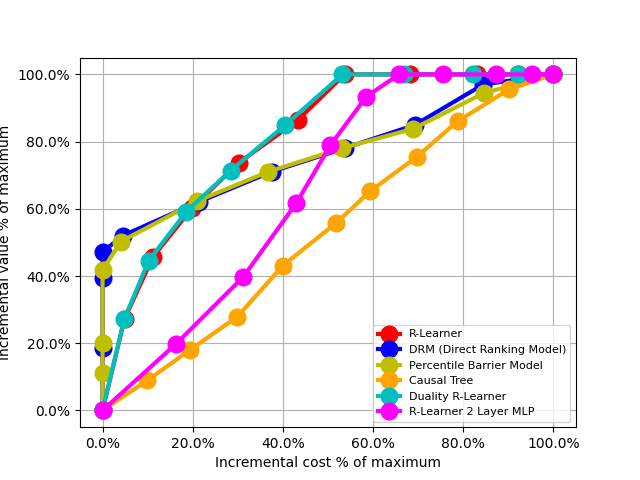 100.0%
80.0%
60.0%
40.0%
20.0%
0.0%
Incremental value % of maximum
0.0% 20.0% 40.0% 60.0% 80.0% 100.0%
Incremental cost % of maximum
R-Learner
DRM (Direct Ranking Model)
Percentile Barrier Model
Causal Tree
Duality R-Learner
R-Learner 2 Layer MLP